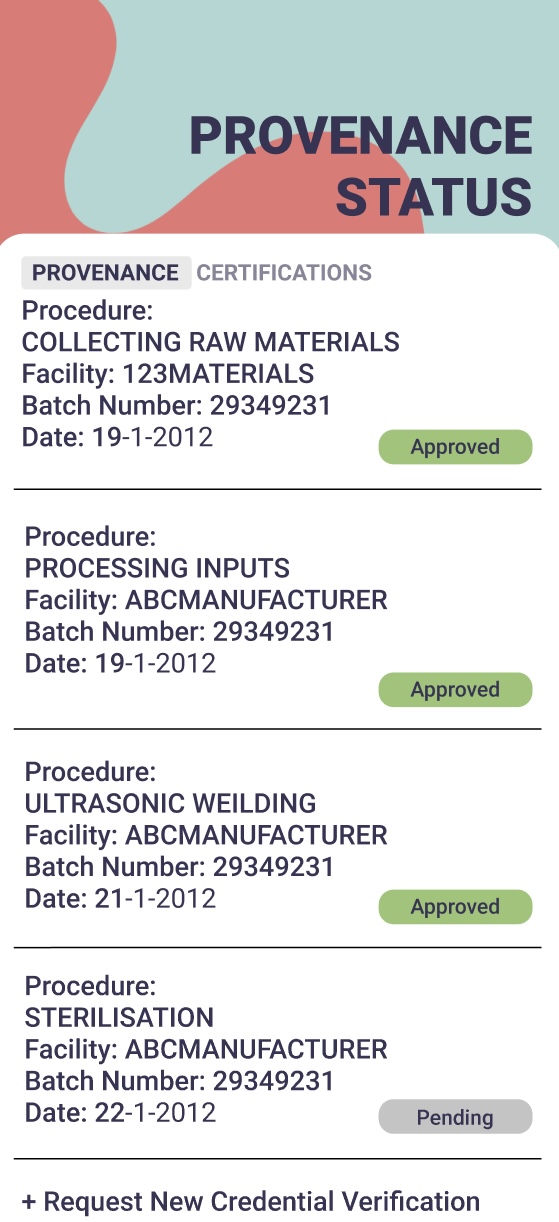 PROVENANCE
STATUS
PROVENANCE CERTIFICATIONS
Procedure:
COLLECTING RAW MATERIALS
Facility: 123MATERIALS
Batch Number: 29349231
Date: 19-1-2012
Approved
Procedure:
PROCESSING INPUTS
Facility: ABCMANUFACTURER
Batch Number: 29349231
Date: 19-1-2012
Approved
Procedure:
ULTRASONIC WEILDING
Facility: ABCMANUFACTURER
Batch Number: 29349231
Date: 21-1-2012
Approved
Procedure:
STERILISATION
Facility: ABCMANUFACTURER
Batch Number: 29349231
Date: 22-1-2012
Pending
+ Request New Credential Verification